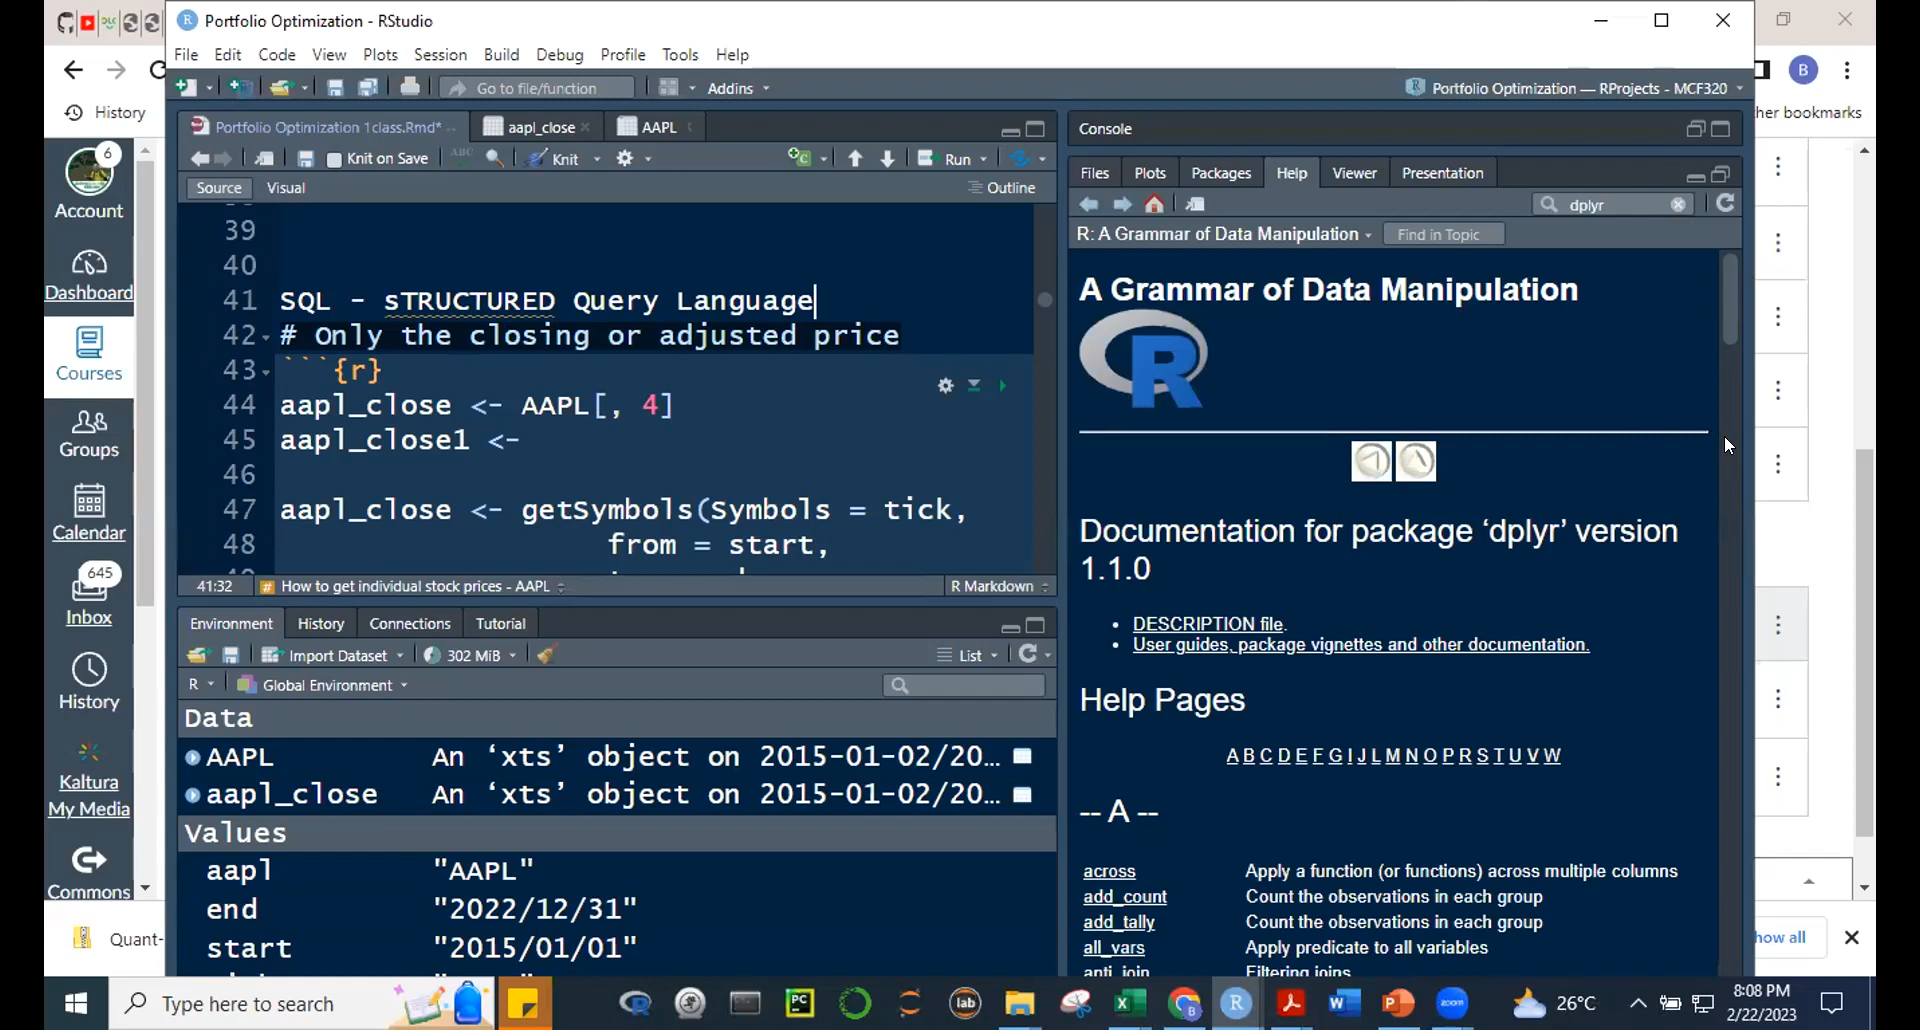 Portfolio Optimization - RStudio
File Edit Code View Plots Session Build Debug Profile Tools Help
Go to file/function Addins
Portfolio Optimization — RProjects - MCF320
Portfolio Optimization 1class.Rmd* aapl_close AAPL
Knit on Save ABC Knit Run
Source Visual Outline
39
40
41 SQL - sTRUCTURED Query Language
42 # Only the closing or adjusted price
43 ```{r}
44 aapl_close <- AAPL[, 4]
45 aapl_close1 <-
46
47 aapl_close <- getSymbols(Symbols = tick,
48 from = start,
41:32 How to get individual stock prices - AAPL R Markdown
Environment History Connections Tutorial
Import Dataset 302 MiB List
R Global Environment
Data
AAPL An ‘xts’ object on 2015-01-02/20...
aapl_close An ‘xts’ object on 2015-01-02/20...
Values
aapl "AAPL"
end "2022/12/31"
start "2015/01/01"
Console
Files Plots Packages Help Viewer Presentation
dplyr
R: A Grammar of Data Manipulation Find in Topic
A Grammar of Data Manipulation
R
Documentation for package ‘dplyr’ version
1.1.0
DESCRIPTION file.
User guides, package vignettes and other documentation.
Help Pages
A B C D E F G I J L M N O P R S T U V W
-- A --
across Apply a function (or functions) across multiple columns
add_count Count the observations in each group
add_tally Count the observations in each group
all_vars Apply predicate to all variables
anti_join Filtering joins
History
6
Account
Dashboard
Courses
Groups
Calendar
645
Inbox
History
Kaltura
My Media
Commons
B
her bookmarks
Quant-
how all
Type here to search
PC
lab
zoom
26°C
8:08 PM
2/22/2023